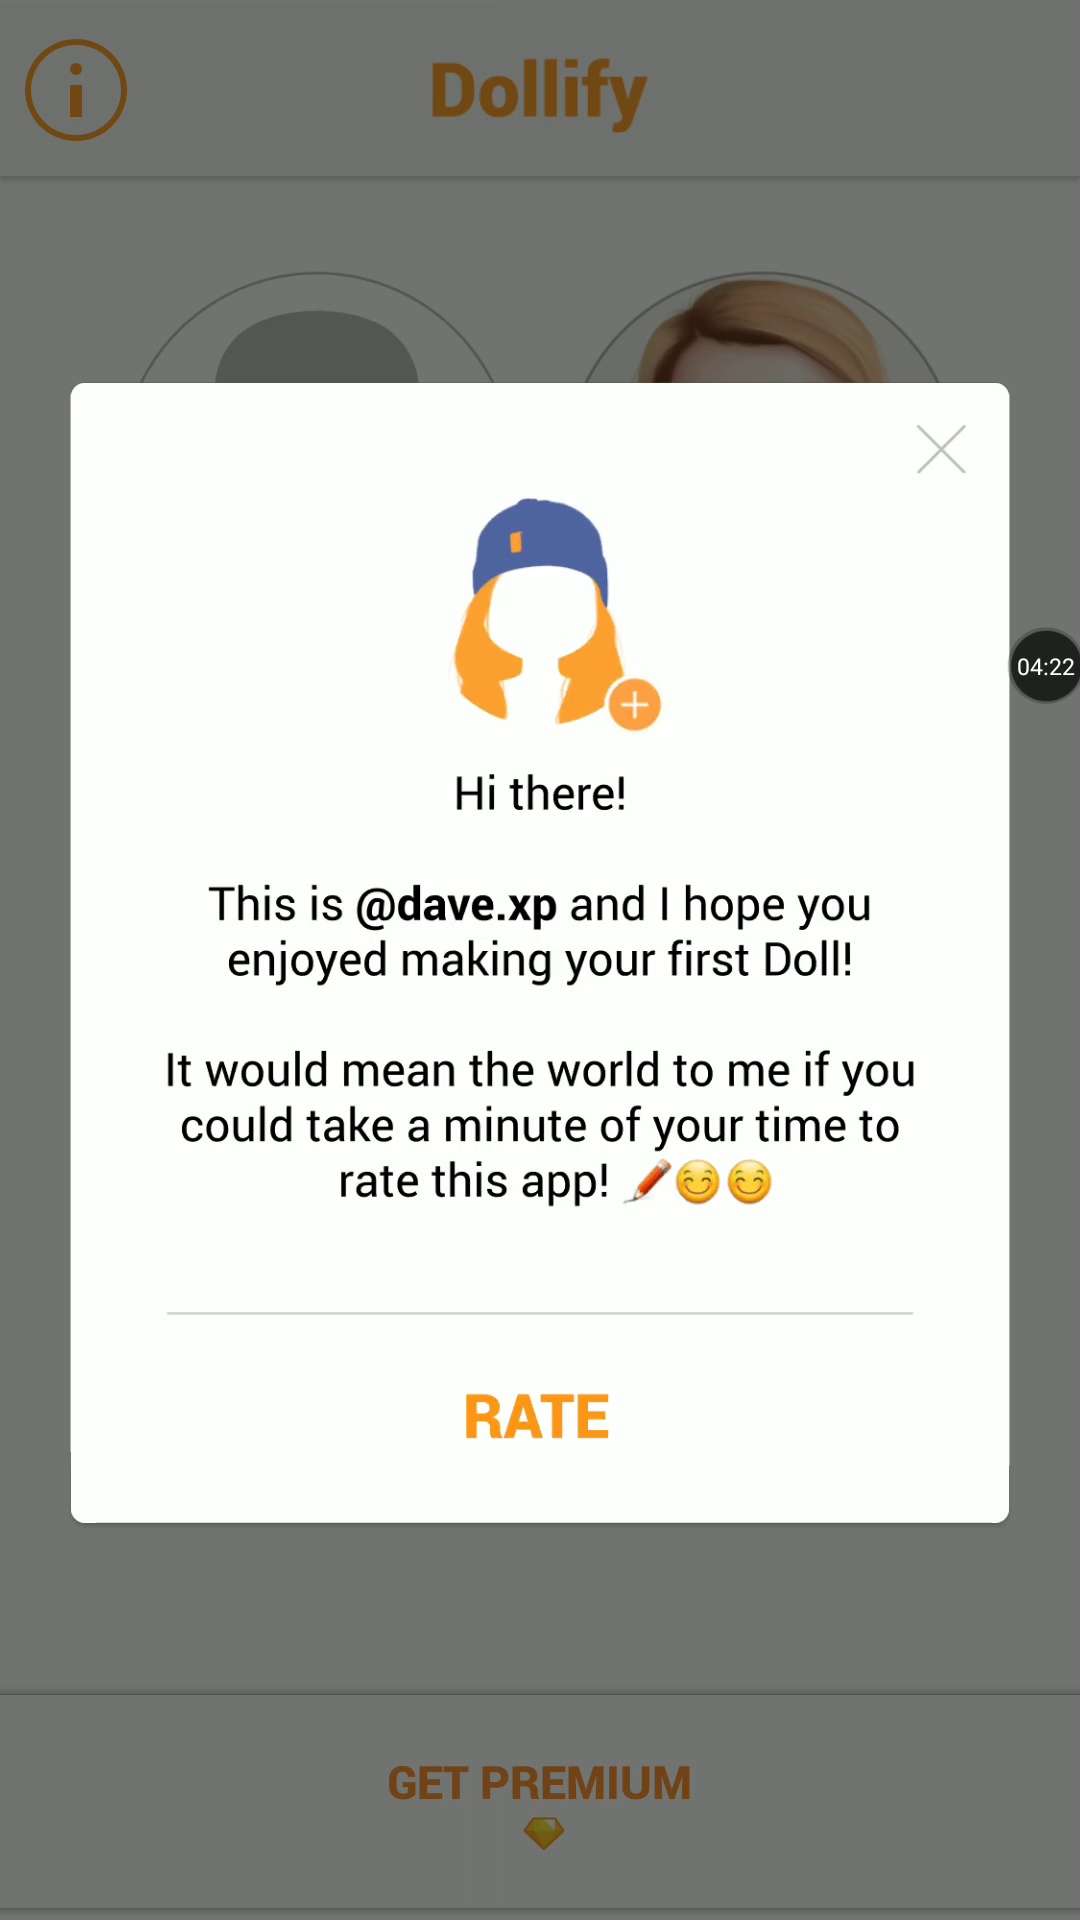 Dollify
04:22
Hi there!
This is @dave.xp and I hope you
enjoyed making your first Doll!
It would mean the world to me if you
could take a minute of your time to
rate this app! ✏️😊😊
RATE
GET PREMIUM